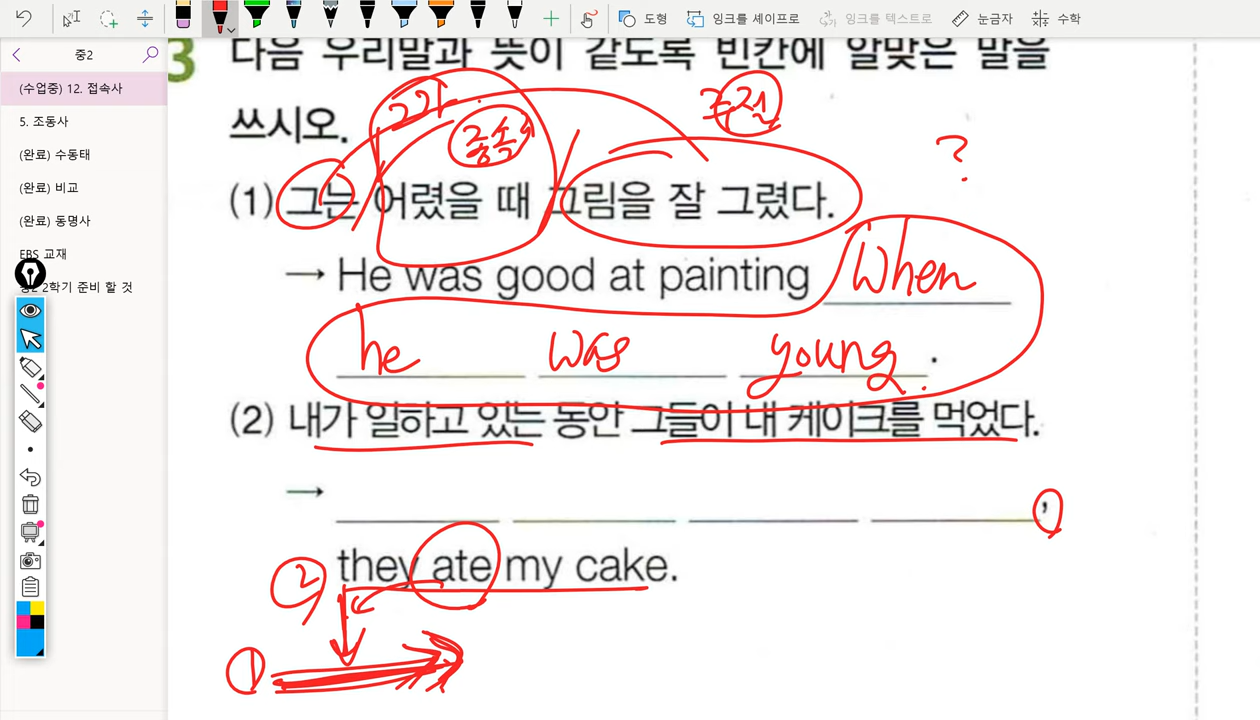 도형
잉크를 셰이프로
잉크를 텍스트로
눈금자
수학
중2
(수업중) 12. 접속사
5. 조동사
(완료) 수동태
(완료) 비교
(완료) 동명사
EBS 교재
2학기 준비 할 것
3 다음 우리말과 뜻이 같도록 빈칸에 알맞은 말을
쓰시오.
종속
?
(1) 그는 어렸을 때 그림을 잘 그렸다.
→ He was good at painting When
he was young.
(2) 내가 일하고 있는 동안 그들이 내 케이크를 먹었다.
→ ,
they ate my cake.
②
①